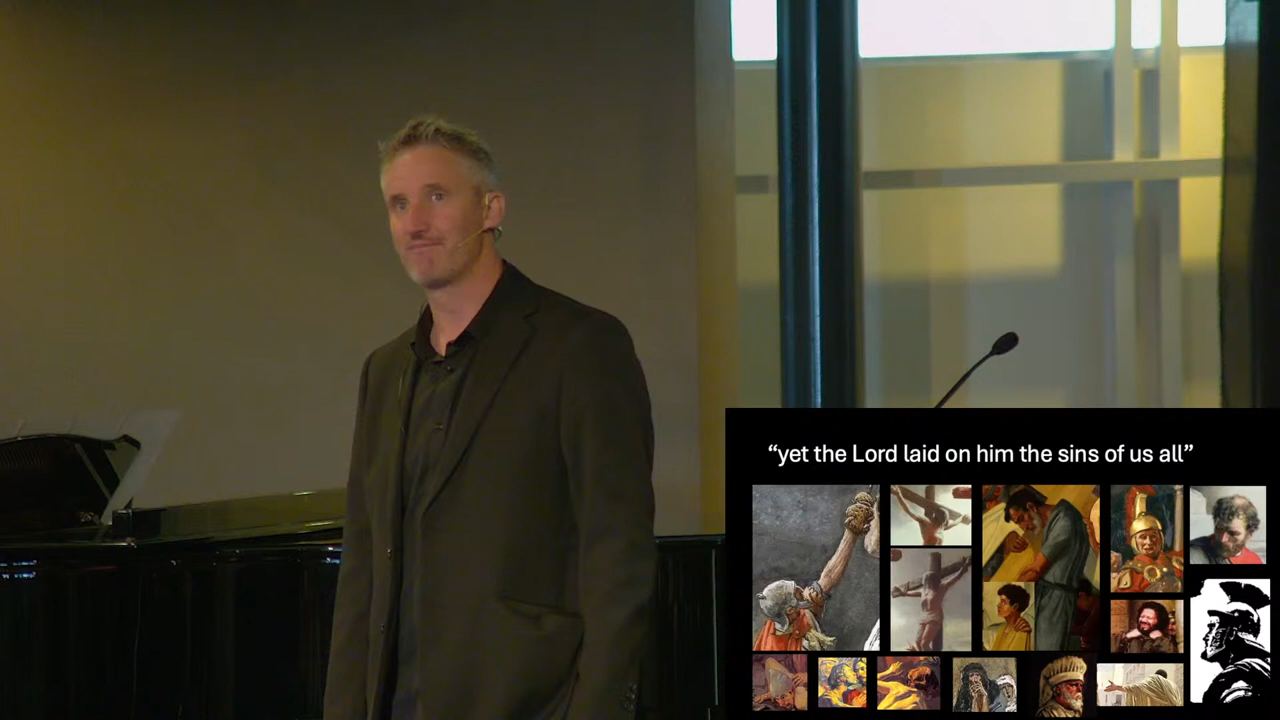 “yet the Lord laid on him the sins of us all”